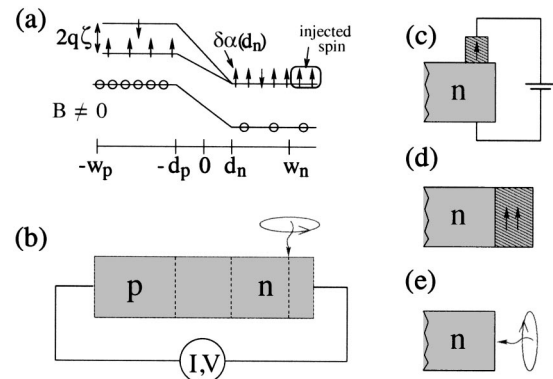 (a)
2qζ
δα(dₙ)
injected
spin
B ≠ 0
-wₚ
-dₚ
0
dₙ
wₙ
(b)
p
n
I,V
(c)
n
(d)
n
(e)
n